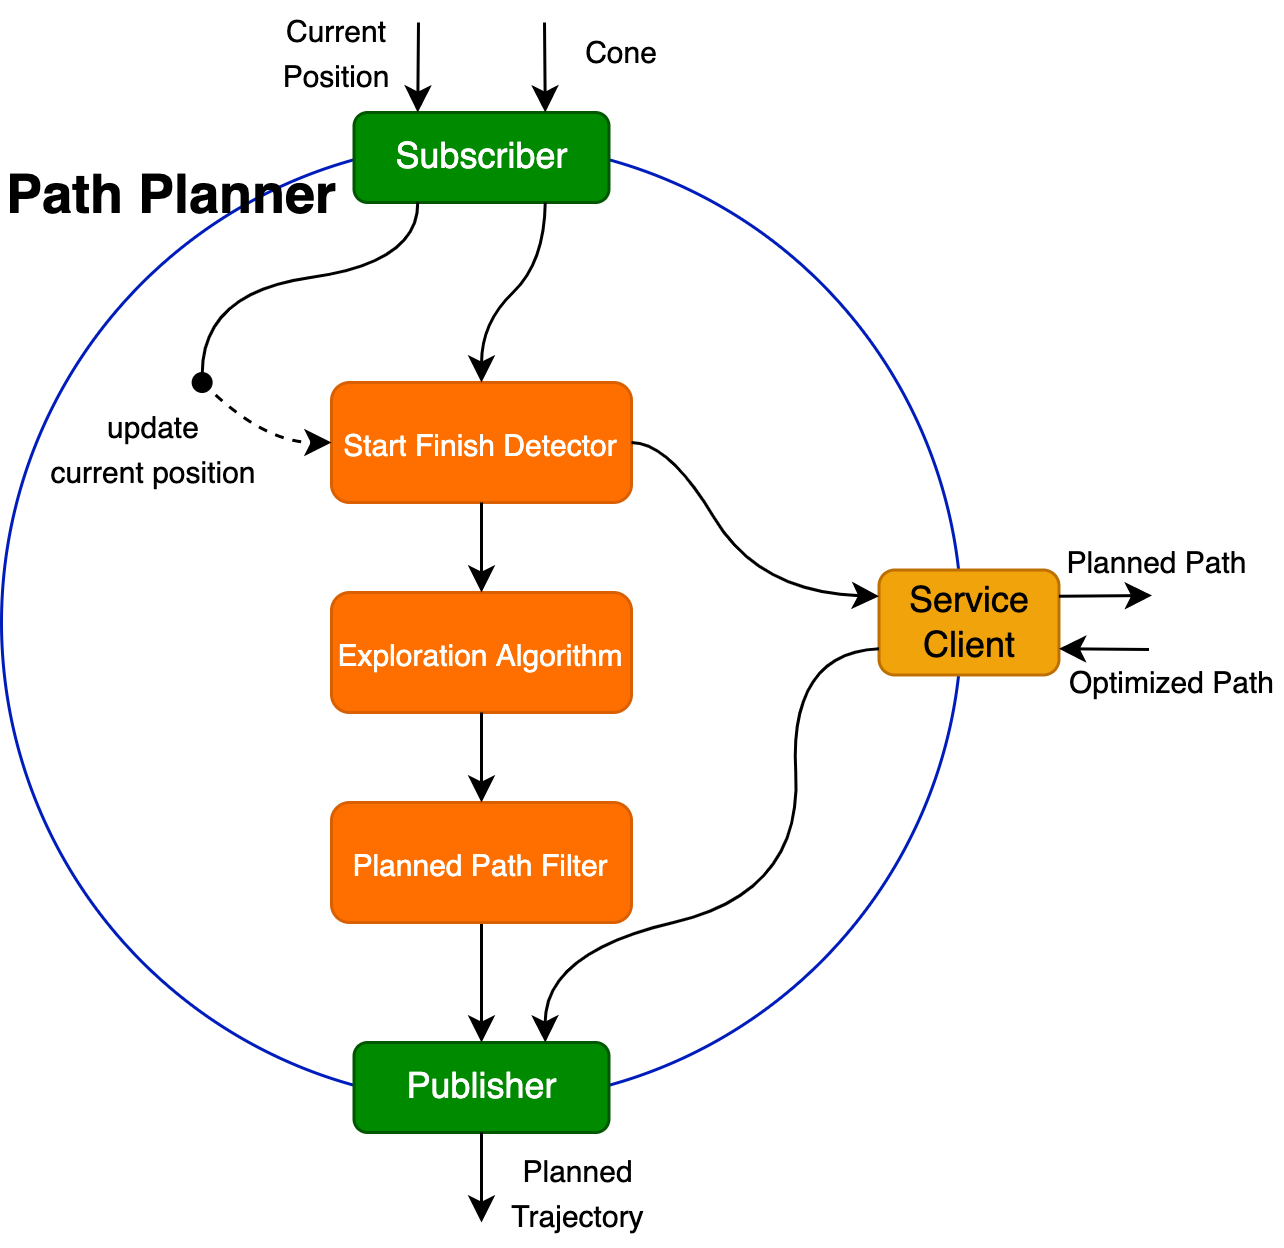 Current
Position
Cone
Subscriber
Path Planner
update
current position
Start Finish Detector
Planned Path
Service
Client
Optimized Path
Exploration Algorithm
Planned Path Filter
Publisher
Planned
Trajectory